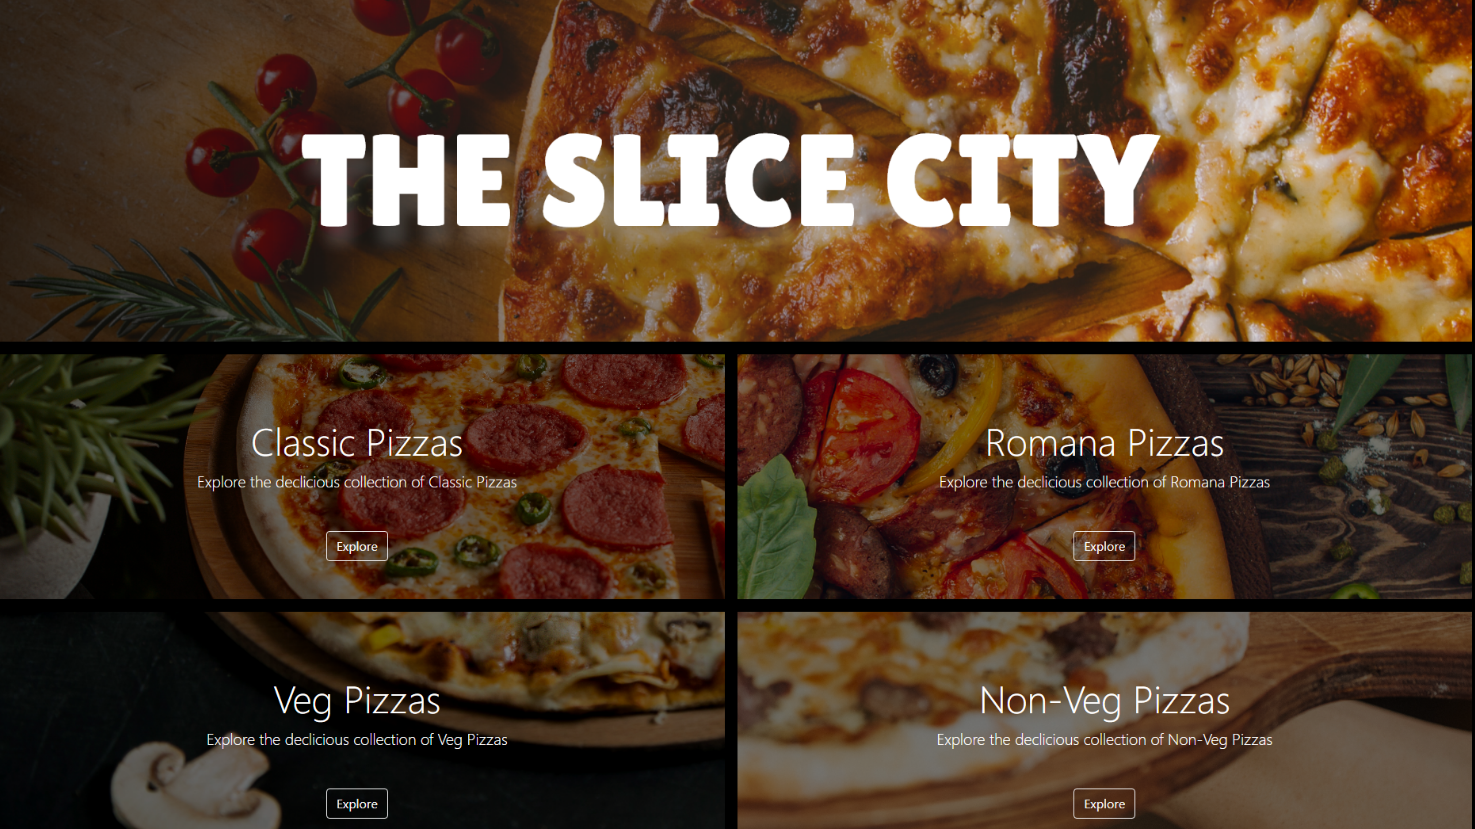 THE SLICE CITY
Classic Pizzas
Explore the declicious collection of Classic Pizzas
Explore
Romana Pizzas
Explore the declicious collection of Romana Pizzas
Explore
Veg Pizzas
Explore the declicious collection of Veg Pizzas
Explore
Non-Veg Pizzas
Explore the declicious collection of Non-Veg Pizzas
Explore